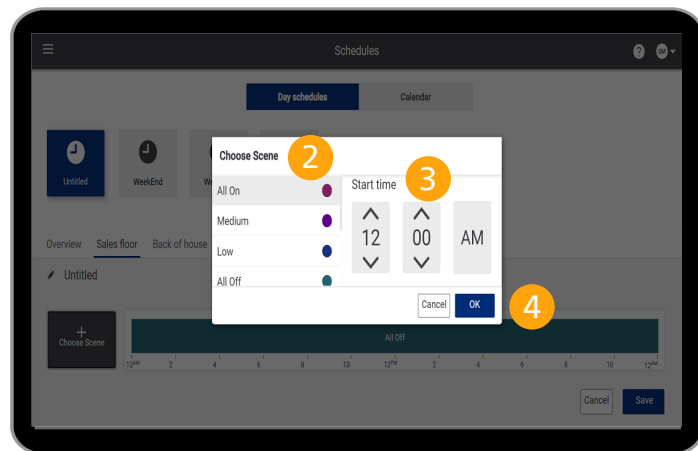 Schedules
? SM
Day schedules Calendar
Untitled WeekEnd We
Choose Scene 2
All On
Medium
Low
All Off
Start time 3
12 00 AM
Cancel OK 4
Overview Sales floor Back of house
Untitled
+
Choose Scene
All Off
12AM 2 4 6 8 10 12PM 2 4 6 8 10 12AM
Cancel Save